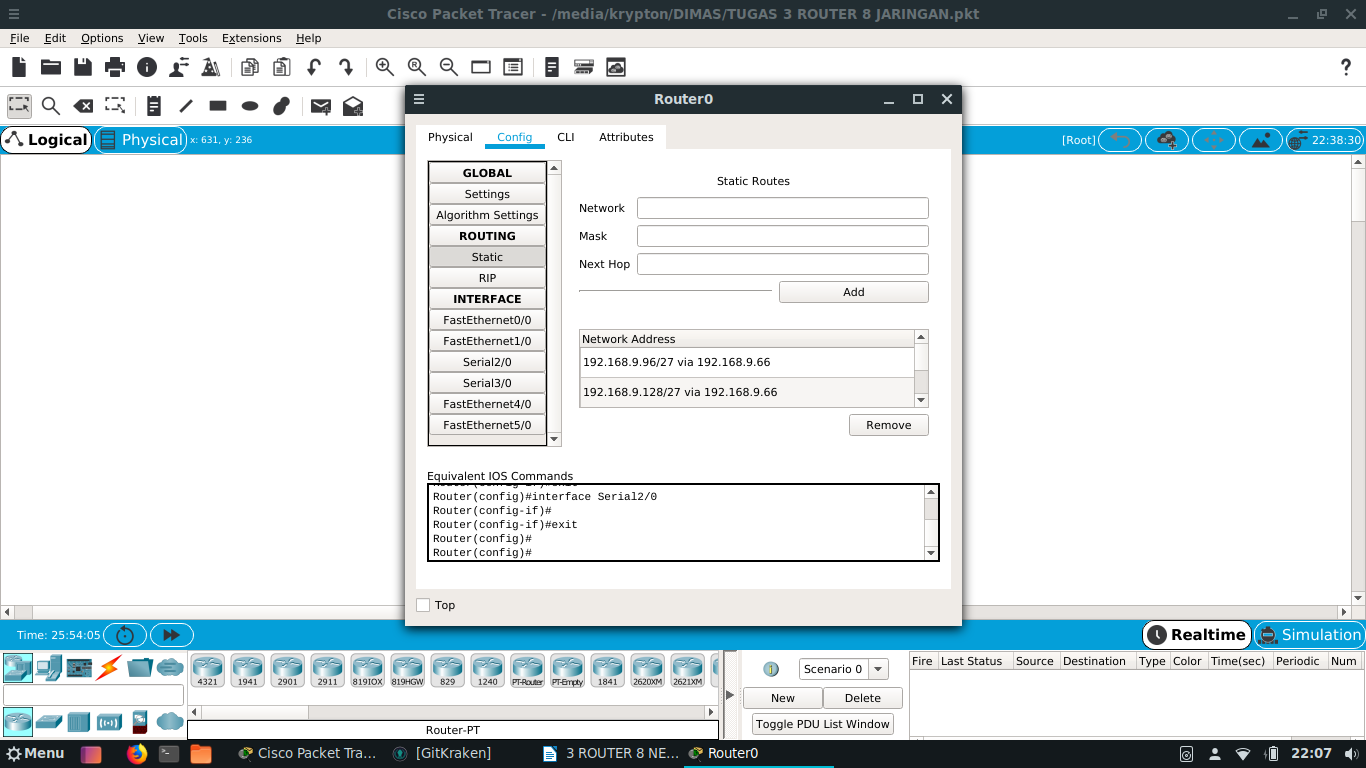 Cisco Packet Tracer - /media/krypton/DIMAS/TUGAS 3 ROUTER 8 JARINGAN.pkt
File Edit Options View Tools Extensions Help
?
Logical Physical x: 631, y: 236
[Root] 22:38:30
Router0
Physical Config CLI Attributes
GLOBAL
Settings
Algorithm Settings
ROUTING
Static
RIP
INTERFACE
FastEthernet0/0
FastEthernet1/0
Serial2/0
Serial3/0
FastEthernet4/0
FastEthernet5/0
Static Routes
Network
Mask
Next Hop
Add
Network Address
192.168.9.96/27 via 192.168.9.66
192.168.9.128/27 via 192.168.9.66
Remove
Equivalent IOS Commands
Router(config-if)#exit
Router(config)#interface Serial2/0
Router(config-if)#
Router(config-if)#exit
Router(config)#
Router(config)#
Top
Time: 25:54:05
Realtime Simulation
4321 1941 2901 2911 819IOX 819HGW 829 1240 PT-Router PT-Empty 1841 2620XM 2621XM
Router-PT
Scenario 0
New Delete
Toggle PDU List Window
Fire Last Status Source Destination Type Color Time(sec) Periodic Num
Menu Cisco Packet Tra... [GitKraken] 3 ROUTER 8 NE... Router0 22:07